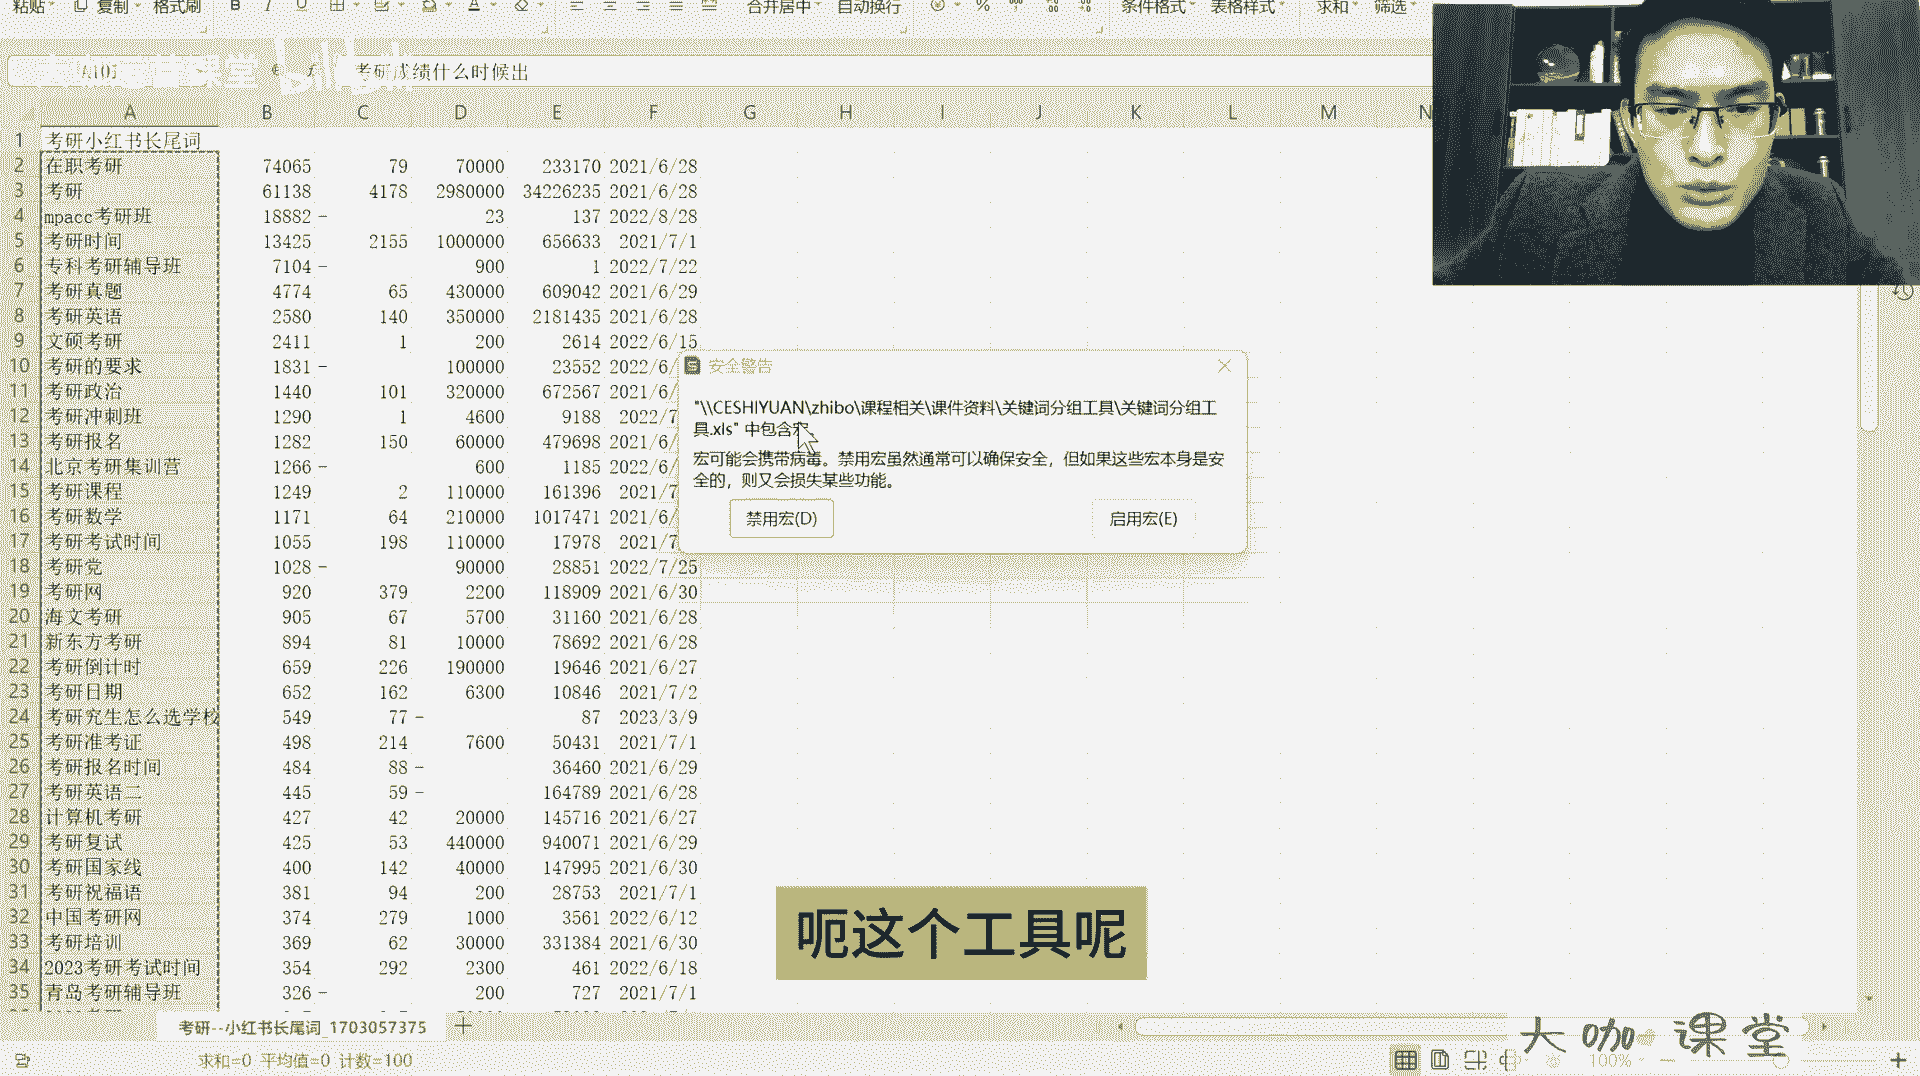 粘贴 复制 格式刷 B I U A 合并居中 自动换行 % 条件格式 表格样式 求和 筛选
A101 考研成绩什么时候出
A B C D E F G H I J K L M N
1 考研小红书长尾词
2 在职考研 74065 79 70000 233170 2021/6/28
3 考研 61138 4178 2980000 34226235 2021/6/28
4 mpacc考研班 18882 - 23 137 2022/8/28
5 考研时间 13425 2155 1000000 656633 2021/7/1
6 专科考研辅导班 7104 - 900 1 2022/7/22
7 考研真题 4774 65 430000 609042 2021/6/29
8 考研英语 2580 140 350000 2181435 2021/6/28
9 文硕考研 2411 1 200 2614 2022/6/15
10 考研的要求 1831 - 100000 23552 2022/6/
11 考研政治 1440 101 320000 672567 2021/6/
12 考研冲刺班 1290 1 4600 9188 2022/7
13 考研报名 1282 150 60000 479698 2021/6/
14 北京考研集训营 1266 - 600 1185 2022/6/
15 考研课程 1249 2 110000 161396 2021/7
16 考研数学 1171 64 210000 1017471 2021/6/
17 考研考试时间 1055 198 110000 17978 2021/7
18 考研党 1028 - 90000 28851 2022/7/25
19 考研网 920 379 2200 118909 2021/6/30
20 海文考研 905 67 5700 31160 2021/6/28
21 新东方考研 894 81 10000 78692 2021/6/28
22 考研倒计时 659 226 190000 19646 2021/6/27
23 考研日期 652 162 6300 10846 2021/7/2
24 考研究生怎么选学校 549 77 - 87 2023/3/9
25 考研准考证 498 214 7600 50431 2021/7/1
26 考研报名时间 484 88 - 36460 2021/6/29
27 考研英语二 445 59 - 164789 2021/6/28
28 计算机考研 427 42 20000 145716 2021/6/27
29 考研复试 425 53 440000 940071 2021/6/29
30 考研国家线 400 142 40000 147995 2021/6/30
31 考研祝福语 381 94 200 28753 2021/7/1
32 中国考研网 374 279 1000 3561 2022/6/12
33 考研培训 369 62 30000 331384 2021/6/30
34 2023考研考试时间 354 292 2300 461 2022/6/18
35 青岛考研辅导班 326 - 200 727 2021/7/1
安全警告
"\\CESHIYUAN\zhibo\课程相关\课件资料\关键词分组工具\关键词分组工
具.xls" 中包含宏。
宏可能会携带病毒。禁用宏虽然通常可以确保安全，但如果这些宏本身是安
全的，则又会损失某些功能。
禁用宏(D) 启用宏(E)
呃这个工具呢
考研--小红书长尾词_1703057375
大咖课堂
求和=0 平均值=0 计数=100
100%